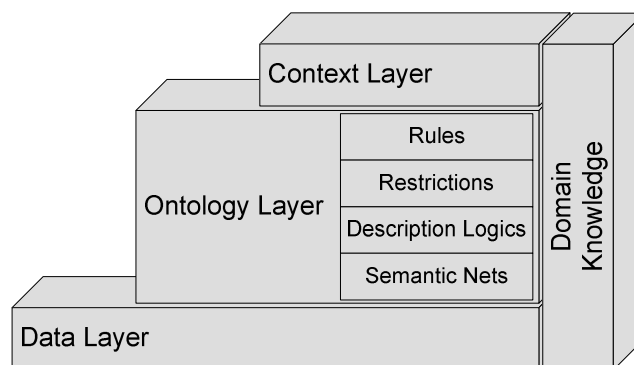 Context Layer
Ontology Layer
Rules
Restrictions
Description Logics
Semantic Nets
Data Layer
Domain
Knowledge